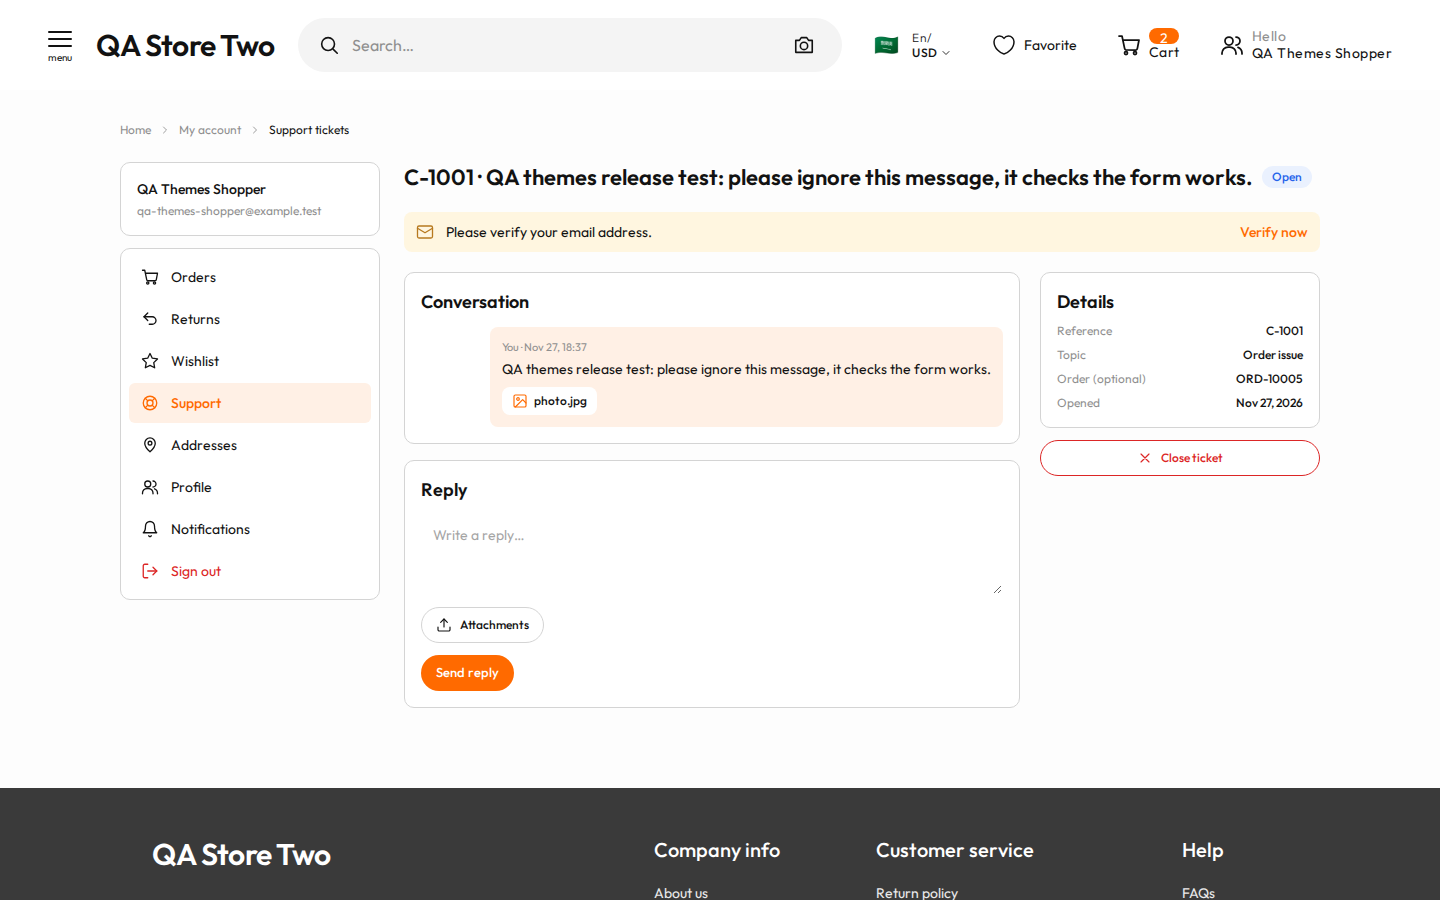 menu
QA Store Two
Search...
En/
USD
Favorite
2
Cart
Hello
QA Themes Shopper
Home
My account
Support tickets
QA Themes Shopper
qa-themes-shopper@example.test
Orders
Returns
Wishlist
Support
Addresses
Profile
Notifications
Sign out
C-1001 · QA themes release test: please ignore this message, it checks the form works.
Open
Please verify your email address.
Verify now
Conversation
You · Nov 27, 18:37
QA themes release test: please ignore this message, it checks the form works.
photo.jpg
Reply
Write a reply...
Attachments
Send reply
Details
Reference
C-1001
Topic
Order issue
Order (optional)
ORD-10005
Opened
Nov 27, 2026
Close ticket
QA Store Two
Company info
About us
Customer service
Return policy
Help
FAQs